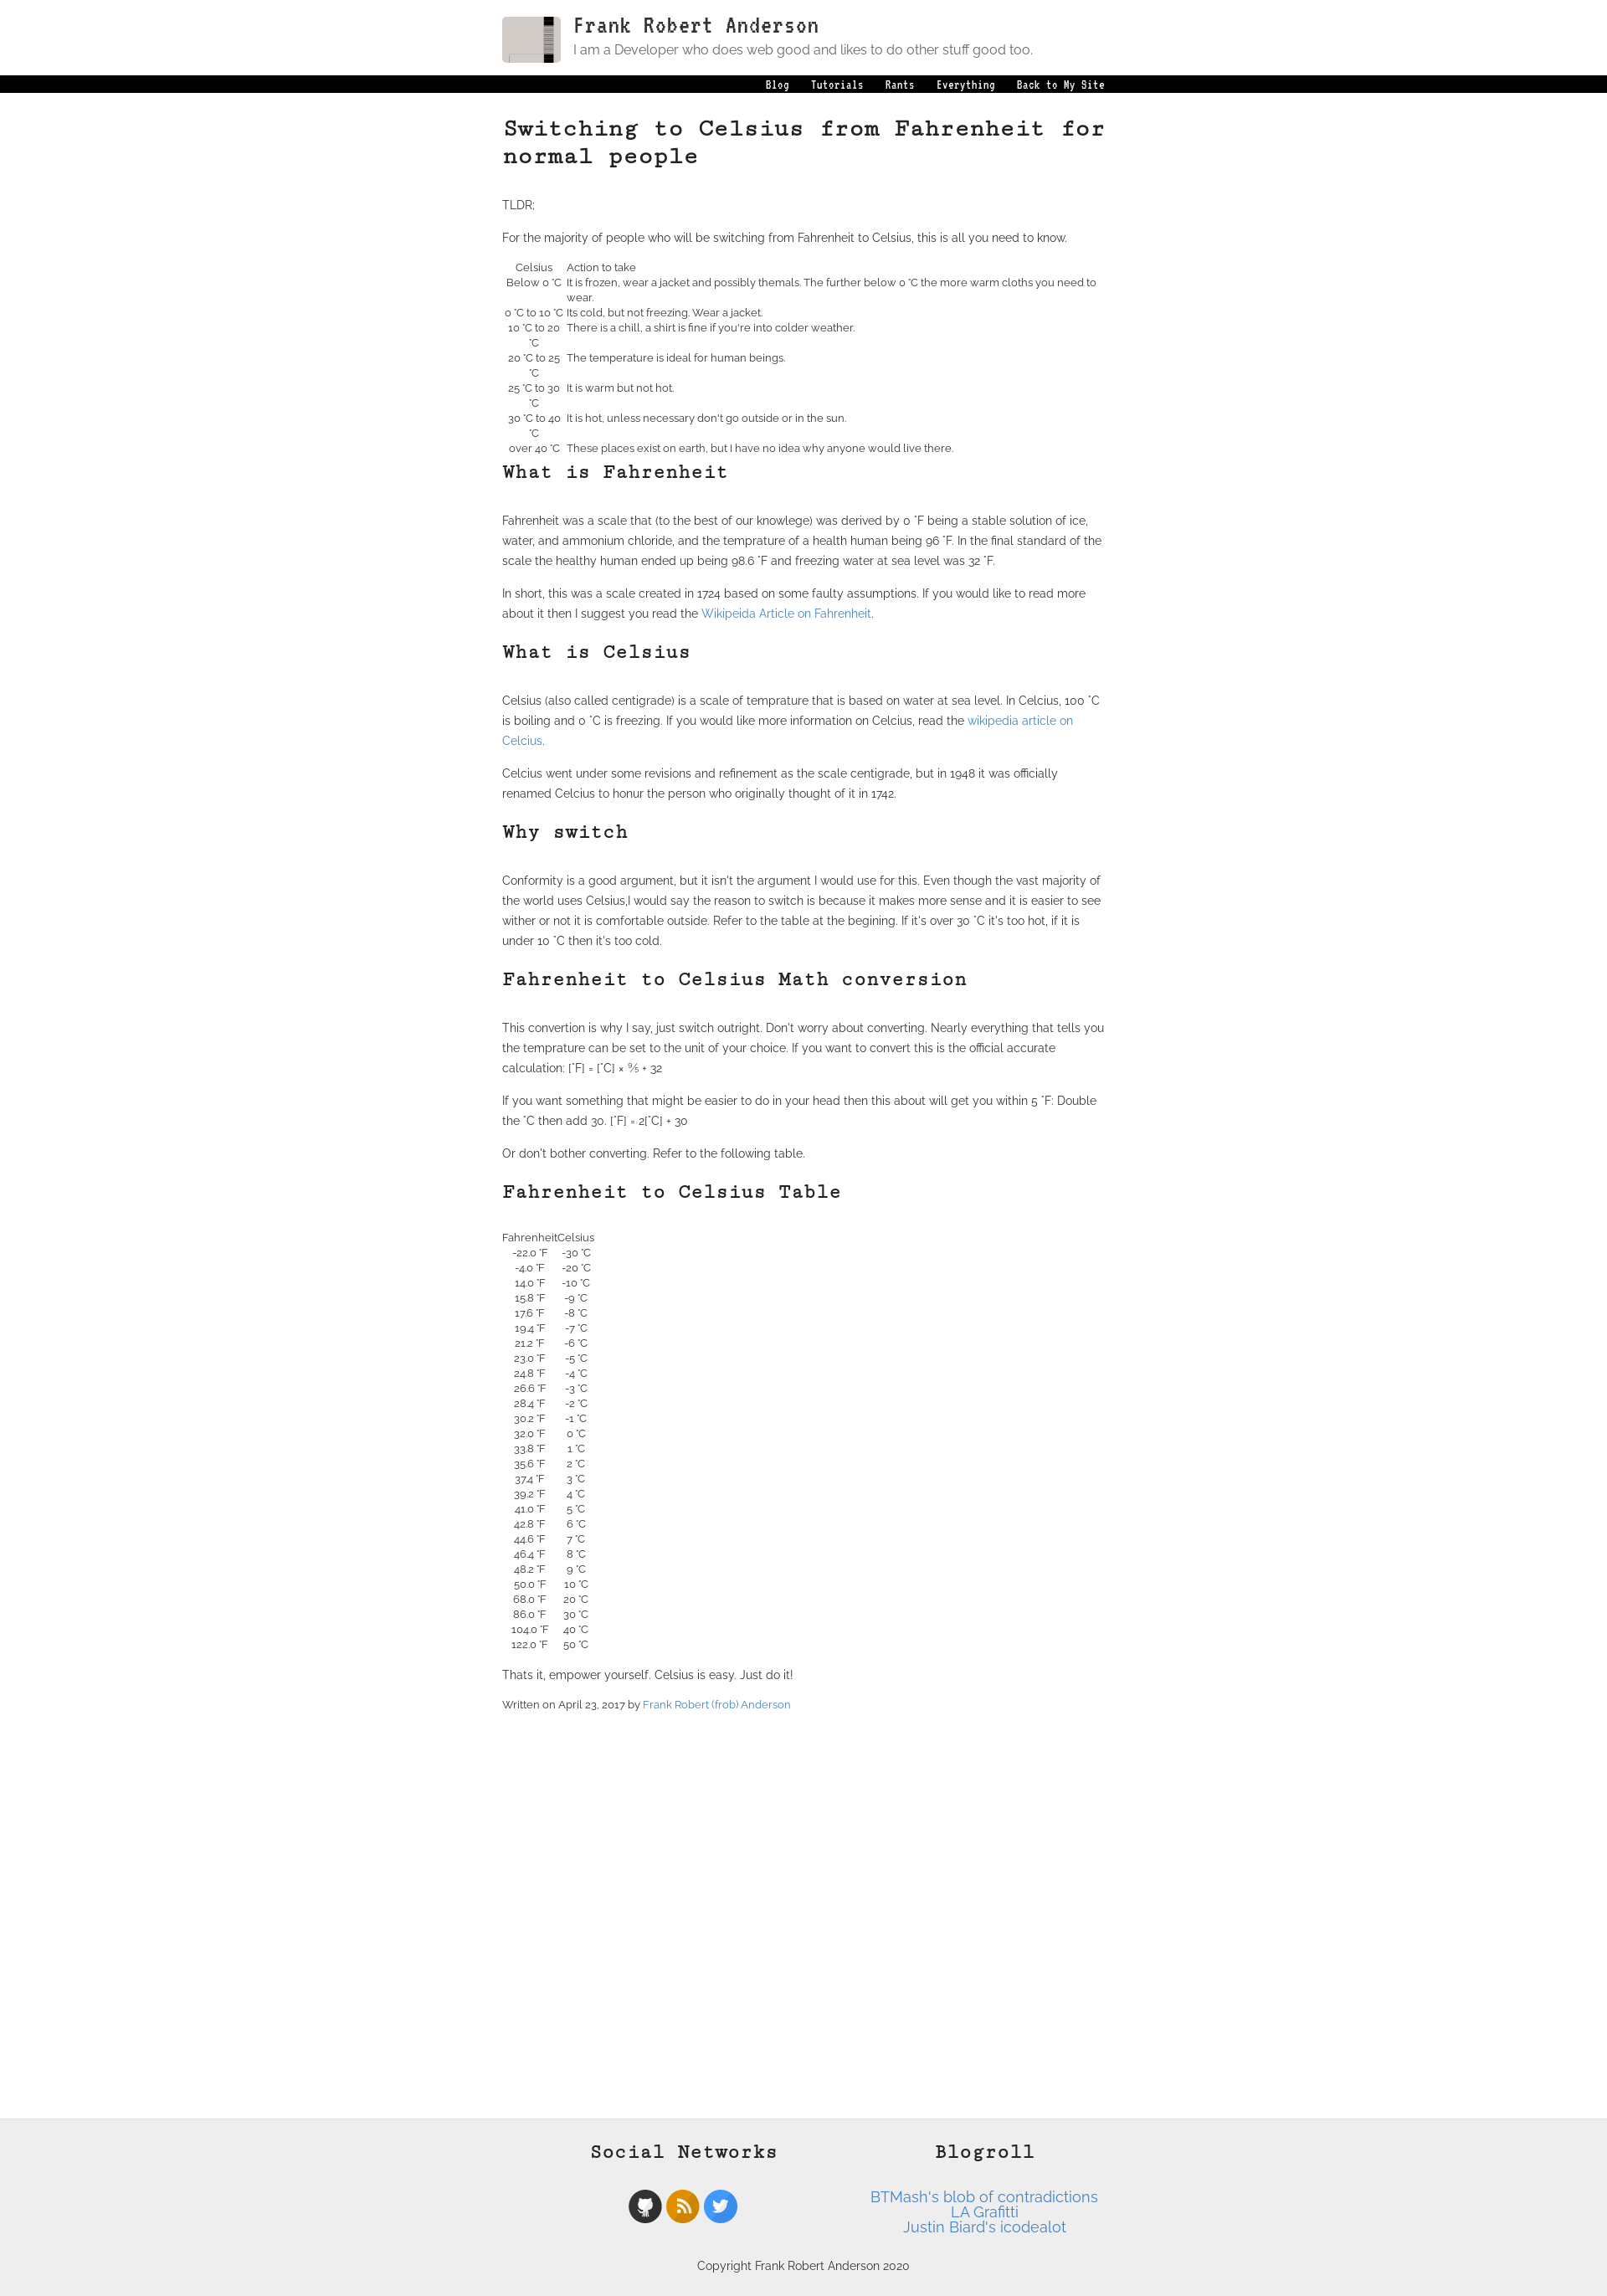 Frank Robert Anderson
I am a Developer who does web good and likes to do other stuff good too.
Blog Tutorials Rants Everything Back to My Site
Switching to Celsius from Fahrenheit for
normal people
TLDR;
For the majority of people who will be switching from Fahrenheit to Celsius, this is all you need to know.
Celsius Action to take
Below 0 °C It is frozen, wear a jacket and possibly themals. The further below 0 °C the more warm cloths you need to
wear.
0 °C to 10 °C Its cold, but not freezing. Wear a jacket.
10 °C to 20 There is a chill, a shirt is fine if you're into colder weather.
°C
20 °C to 25 The temperature is ideal for human beings.
°C
25 °C to 30 It is warm but not hot.
°C
30 °C to 40 It is hot, unless necessary don't go outside or in the sun.
°C
over 40 °C These places exist on earth, but I have no idea why anyone would live there.
What is Fahrenheit
Fahrenheit was a scale that (to the best of our knowlege) was derived by 0 °F being a stable solution of ice,
water, and ammonium chloride, and the temprature of a health human being 96 °F. In the final standard of the
scale the healthy human ended up being 98.6 °F and freezing water at sea level was 32 °F.
In short, this was a scale created in 1724 based on some faulty assumptions. If you would like to read more
about it then I suggest you read the Wikipeida Article on Fahrenheit.
What is Celsius
Celsius (also called centigrade) is a scale of temprature that is based on water at sea level. In Celcius, 100 °C
is boiling and 0 °C is freezing. If you would like more information on Celcius, read the wikipedia article on
Celcius.
Celcius went under some revisions and refinement as the scale centigrade, but in 1948 it was officially
renamed Celcius to honur the person who originally thought of it in 1742.
Why switch
Conformity is a good argument, but it isn't the argument I would use for this. Even though the vast majority of
the world uses Celsius,I would say the reason to switch is because it makes more sense and it is easier to see
wither or not it is comfortable outside. Refer to the table at the begining. If it's over 30 °C it's too hot, if it is
under 10 °C then it's too cold.
Fahrenheit to Celsius Math conversion
This convertion is why I say, just switch outright. Don't worry about converting. Nearly everything that tells you
the temprature can be set to the unit of your choice. If you want to convert this is the official accurate
calculation: [°F] = [°C] × 9⁄5 + 32
If you want something that might be easier to do in your head then this about will get you within 5 °F: Double
the °C then add 30. [°F] = 2[°C] + 30
Or don't bother converting. Refer to the following table.
Fahrenheit to Celsius Table
Fahrenheit Celsius
-22.0 °F -30 °C
-4.0 °F -20 °C
14.0 °F -10 °C
15.8 °F -9 °C
17.6 °F -8 °C
19.4 °F -7 °C
21.2 °F -6 °C
23.0 °F -5 °C
24.8 °F -4 °C
26.6 °F -3 °C
28.4 °F -2 °C
30.2 °F -1 °C
32.0 °F 0 °C
33.8 °F 1 °C
35.6 °F 2 °C
37.4 °F 3 °C
39.2 °F 4 °C
41.0 °F 5 °C
42.8 °F 6 °C
44.6 °F 7 °C
46.4 °F 8 °C
48.2 °F 9 °C
50.0 °F 10 °C
68.0 °F 20 °C
86.0 °F 30 °C
104.0 °F 40 °C
122.0 °F 50 °C
Thats it, empower yourself. Celsius is easy. Just do it!
Written on April 23, 2017 by Frank Robert (frob) Anderson
Social Networks
Blogroll
BTMash's blob of contradictions
LA Grafitti
Justin Biard's icodealot
Copyright Frank Robert Anderson 2020